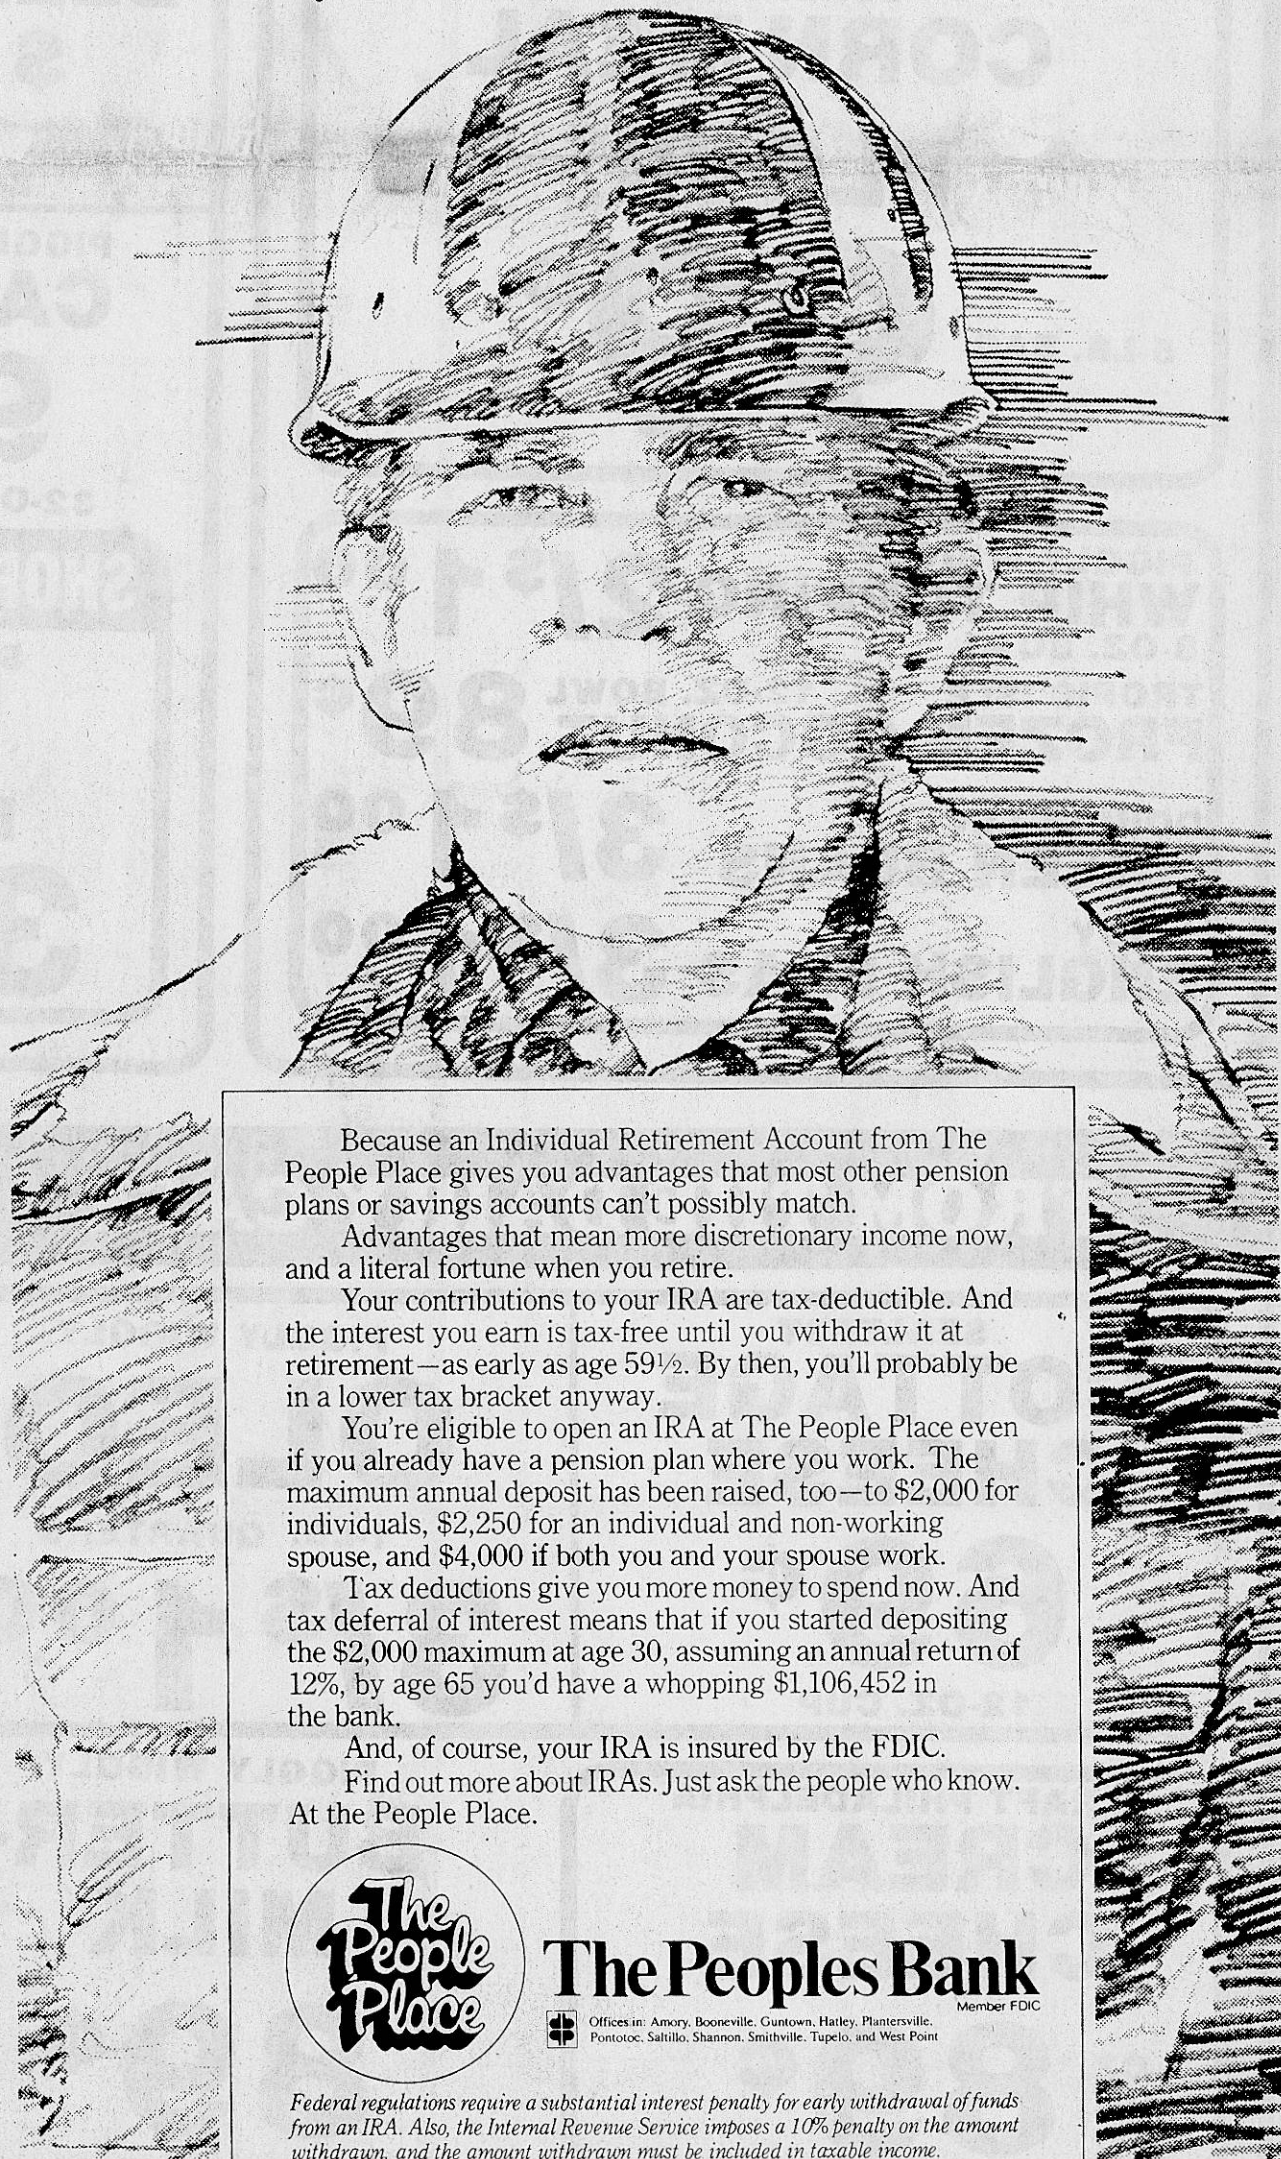 Because an Individual Retirement Account from The
People Place gives you advantages that most other pension
plans or savings accounts can't possibly match.
Advantages that mean more discretionary income now,
and a literal fortune when you retire.
Your contributions to your IRA are tax-deductible. And
the interest you earn is tax-free until you withdraw it at
retirement—as early as age 59½. By then, you'll probably be
in a lower tax bracket anyway.
You're eligible to open an IRA at The People Place even
if you already have a pension plan where you work. The
maximum annual deposit has been raised, too—to $2,000 for
individuals, $2,250 for an individual and non-working
spouse, and $4,000 if both you and your spouse work.
Tax deductions give you more money to spend now. And
tax deferral of interest means that if you started depositing
the $2,000 maximum at age 30, assuming an annual return of
12%, by age 65 you'd have a whopping $1,106,452 in
the bank.
And, of course, your IRA is insured by the FDIC.
Find out more about IRAs. Just ask the people who know.
At the People Place.
The
People
Place
The Peoples Bank
Member FDIC
Offices in: Amory, Booneville, Guntown, Hatley, Plantersville,
Pontotoc, Saltillo, Shannon, Smithville, Tupelo, and West Point
Federal regulations require a substantial interest penalty for early withdrawal of funds
from an IRA. Also, the Internal Revenue Service imposes a 10% penalty on the amount
withdrawn, and the amount withdrawn must be included in taxable income.